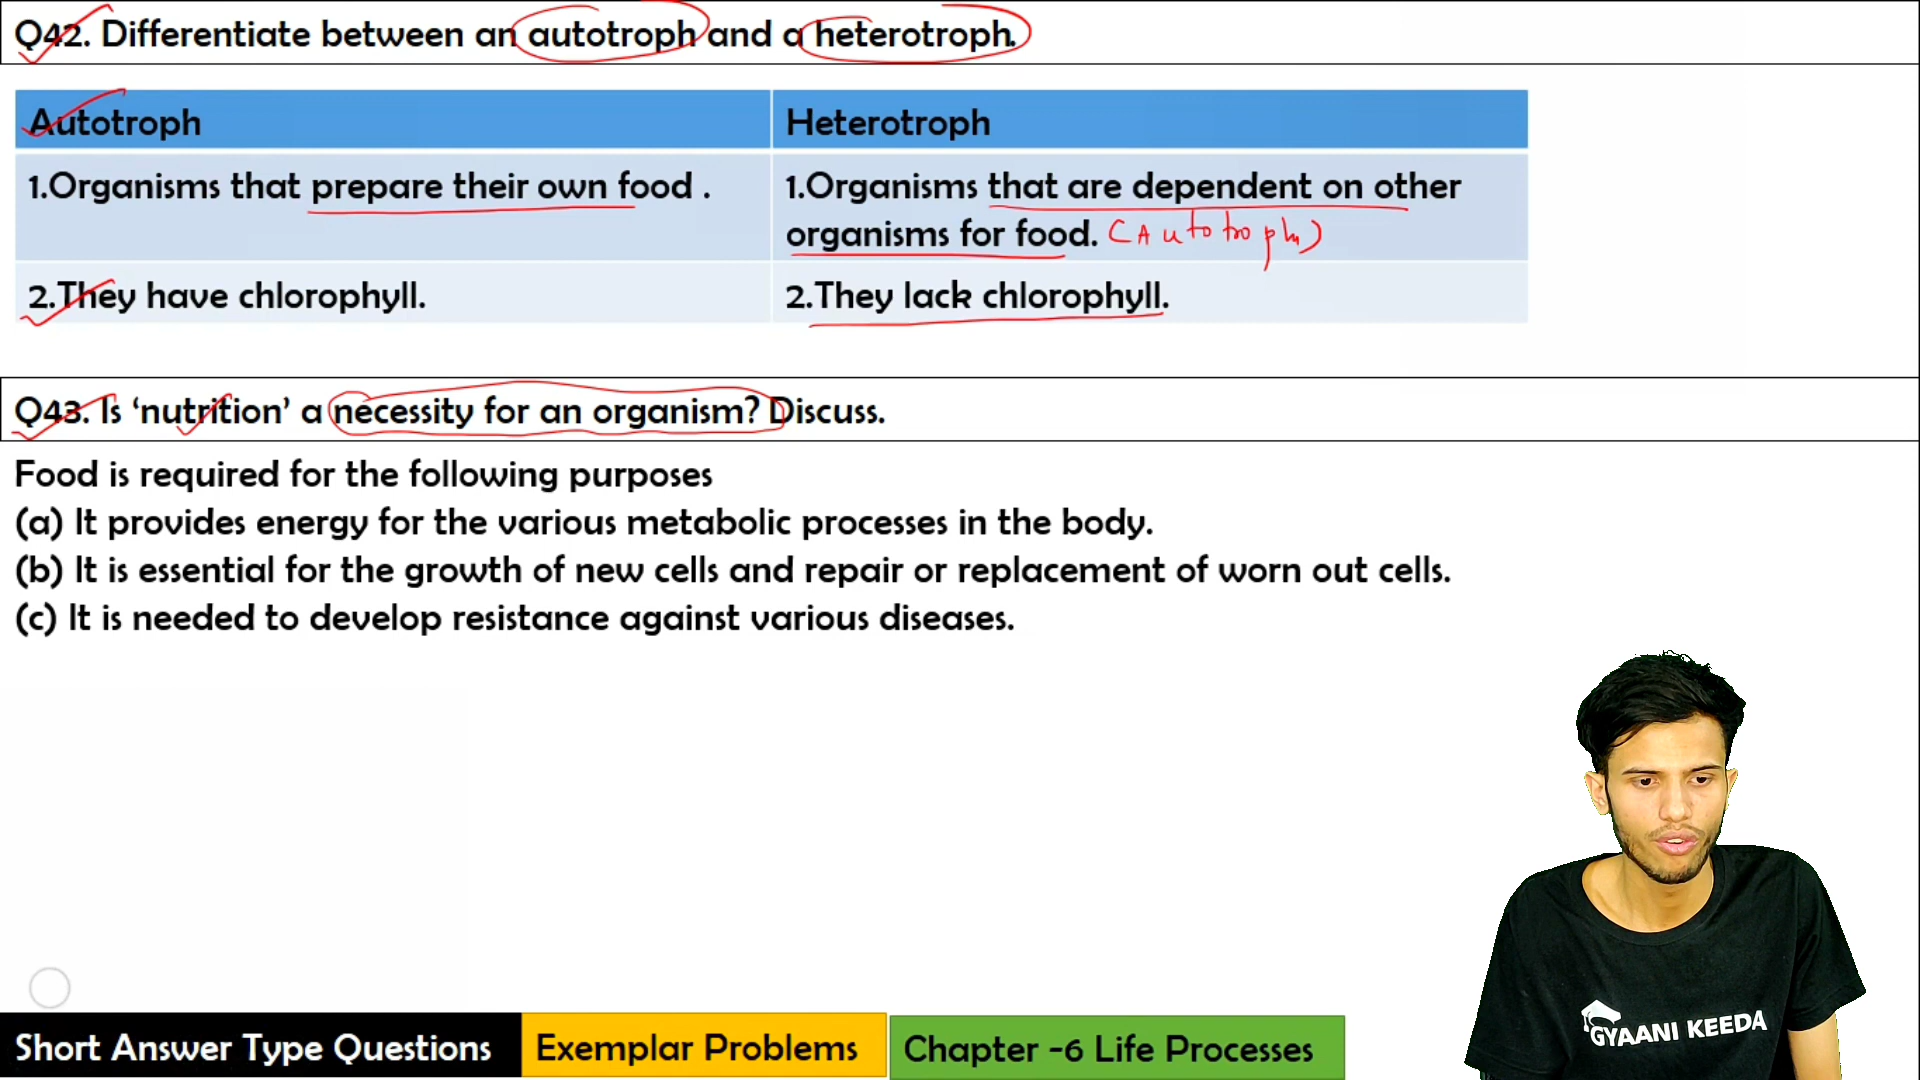 Q42. Differentiate between an autotroph and a heterotroph.
Autotroph
Heterotroph
1.Organisms that prepare their own food .
1.Organisms that are dependent on other
organisms for food. (Autotroph)
2.They have chlorophyll.
2.They lack chlorophyll.
Q43. Is ‘nutrition’ a necessity for an organism? Discuss.
Food is required for the following purposes
(a) It provides energy for the various metabolic processes in the body.
(b) It is essential for the growth of new cells and repair or replacement of worn out cells.
(c) It is needed to develop resistance against various diseases.
GYAANI KEEDA
Short Answer Type Questions
Exemplar Problems
Chapter -6 Life Processes